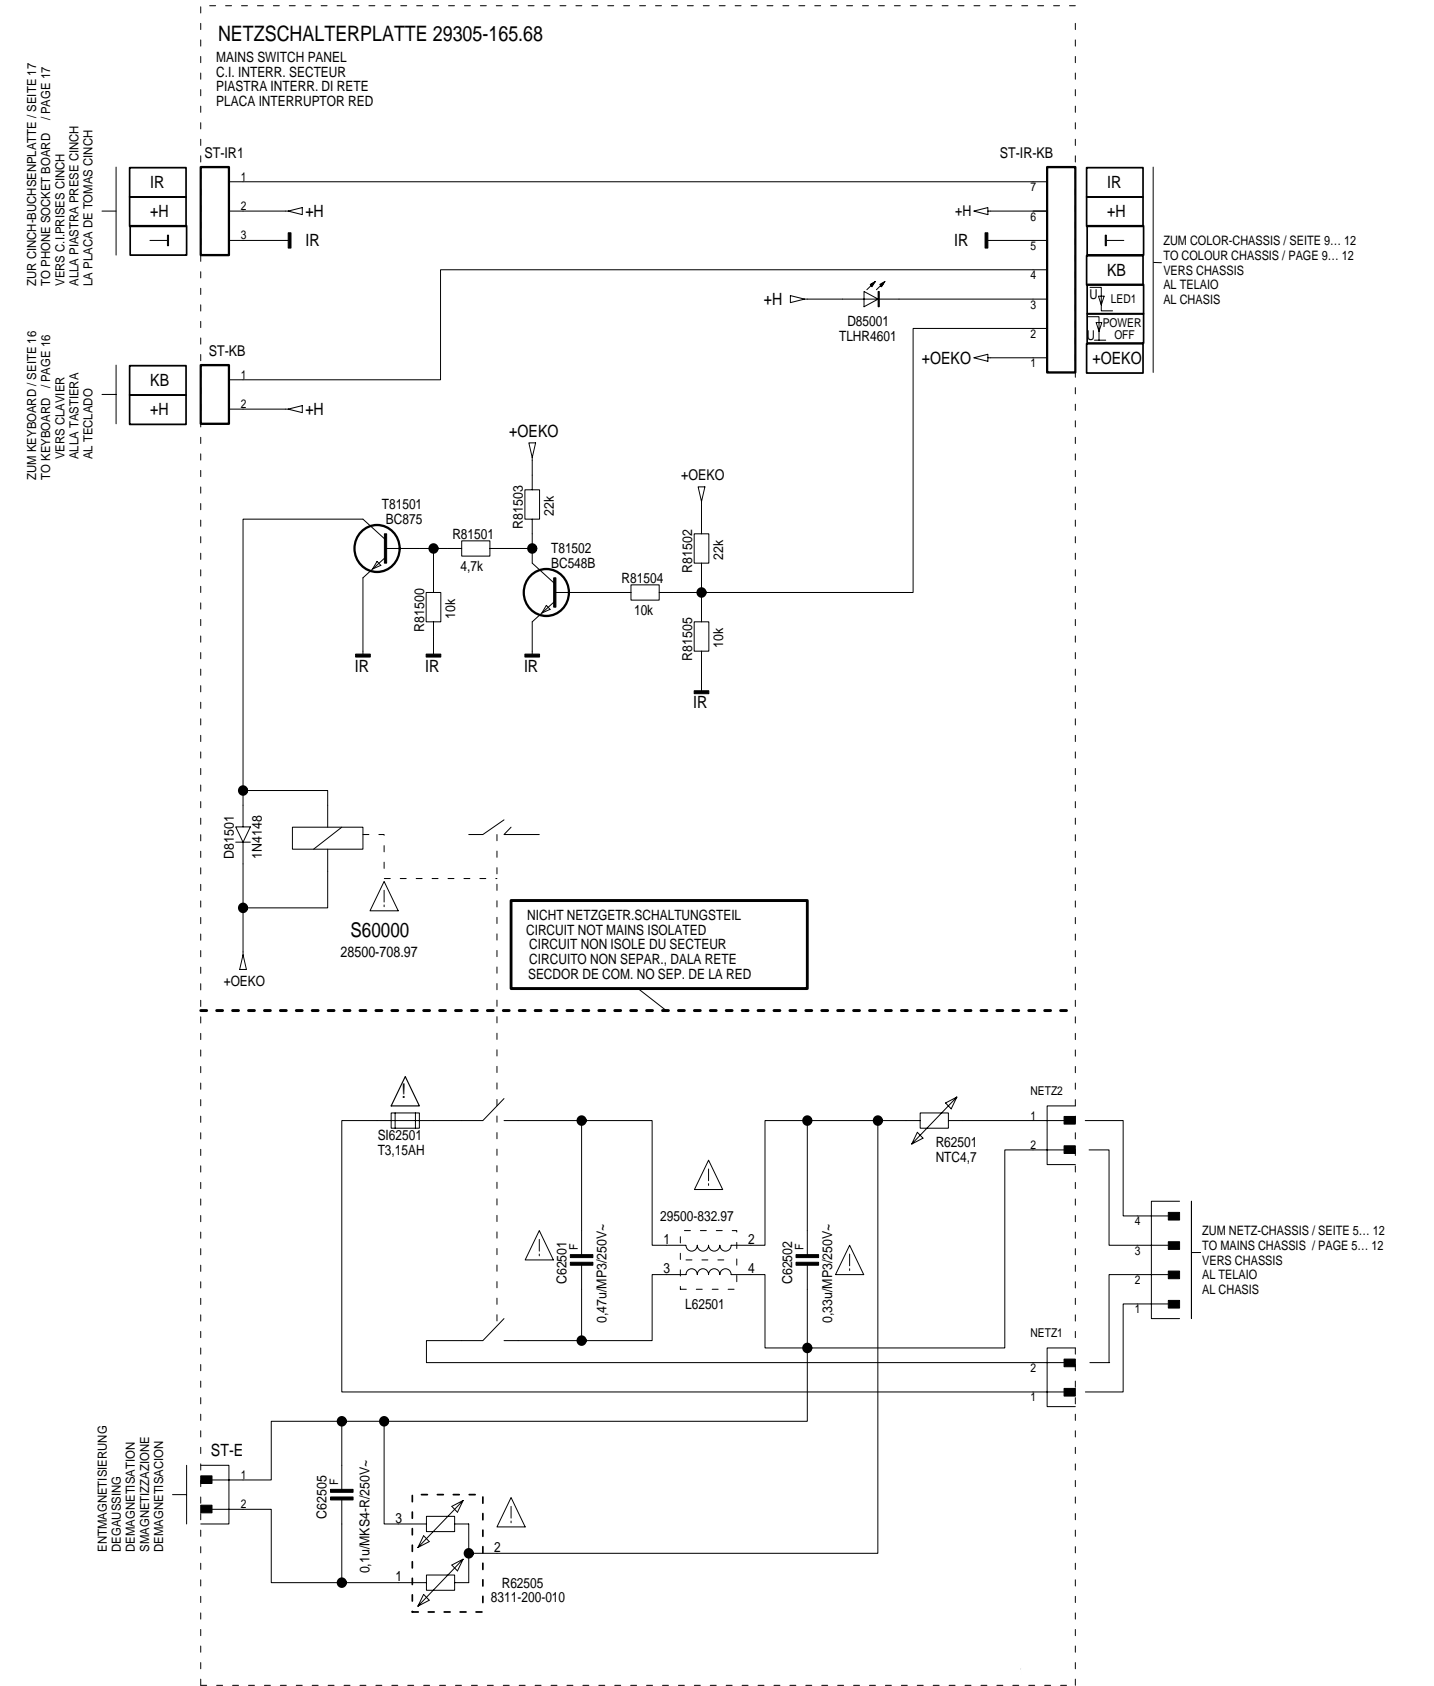 NETZSCHALTERPLATTE 29305-165.68
MAINS SWITCH PANEL
C.I. INTERR. SECTEUR
PIASTRA INTERR. DI RETE
PLACA INTERRUPTOR RED
ZUR CINCH-BUCHSENPLATTE / SEITE 17
TO PHONE SOCKET BOARD / PAGE 17
VERS C.I.PRISES CINCH
ALLA PIASTRA PRESE CINCH
LA PLACA DE TOMAS CINCH
IR
+H
ST-IR1
1
2
3
+H
IR
ST-IR-KB
7
6
5
4
3
2
1
+H
IR
+H
D85001
TLHR4601
+OEKO
IR
+H
KB
U
LED1
U
POWER
OFF
+OEKO
ZUM COLOR-CHASSIS / SEITE 9... 12
TO COLOUR CHASSIS / PAGE 9... 12
VERS CHASSIS
AL TELAIO
AL CHASIS
ZUM KEYBOARD / SEITE 16
TO KEYBOARD / PAGE 16
VERS CLAVIER
ALLA TASTIERA
AL TECLADO
KB
+H
ST-KB
1
2
+H
+OEKO
R81503
22k
+OEKO
R81502
22k
T81501
BC875
R81501
4,7k
T81502
BC548B
R81504
10k
R81500
10k
R81505
10k
IR
IR
IR
IR
D81501
1N4148
!
S60000
28500-708.97
+OEKO
NICHT NETZGETR.SCHALTUNGSTEIL
CIRCUIT NOT MAINS ISOLATED
CIRCUIT NON ISOLE DU SECTEUR
CIRCUITO NON SEPAR., DALA RETE
SECDOR DE COM. NO SEP. DE LA RED
!
SI62501
T3,15AH
NETZ2
1
2
R62501
NTC4,7
!
29500-832.97
1
2
3
4
L62501
!
C62501
F
0,47u/MP3/250V~
C62502
F
0,33u/MP3/250V~
!
4
3
2
1
ZUM NETZ-CHASSIS / SEITE 5... 12
TO MAINS CHASSIS / PAGE 5... 12
VERS CHASSIS
AL TELAIO
AL CHASIS
NETZ1
2
1
ENTMAGNETISIERUNG
DEGAUSSING
DEMAGNETISATION
SMAGNETIZZAZIONE
DEMAGNETISACION
ST-E
1
2
C62505
F
0,1u/MKS4-R/250V~
3
1
2
!
R62505
8311-200-010